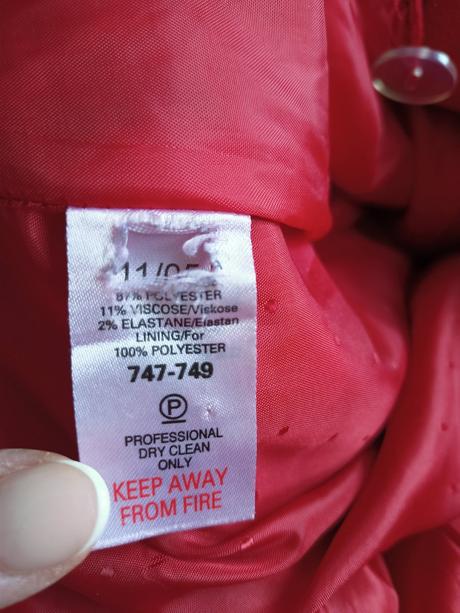 87% POLYESTER
11% VISCOSE/Viskose
2% ELASTANE/Elastan
LINING/For
100% POLYESTER
747-749
P
PROFESSIONAL
DRY CLEAN
ONLY
KEEP AWAY
FROM FIRE